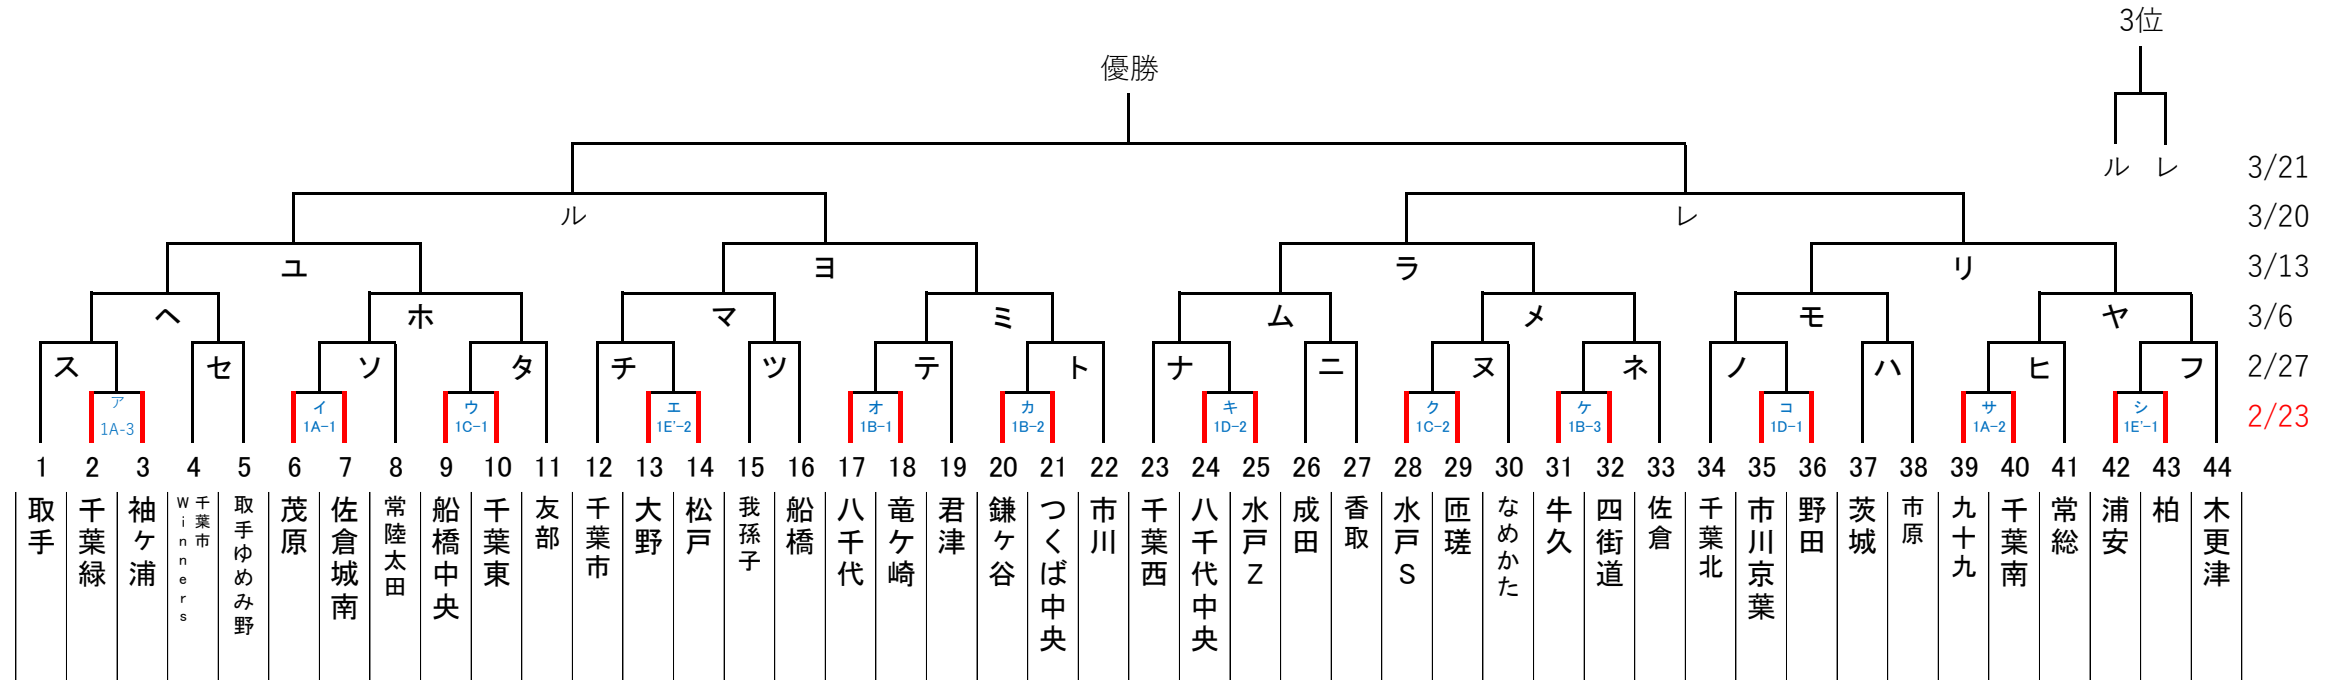 3位
優勝
ル レ 3/21
ル レ 3/20
ユ ヨ ラ リ 3/13
ヘ ホ マ ミ ム メ モ ヤ 3/6
ス セ ソ タ チ ツ テ ト ナ ニ ヌ ネ ノ ハ ヒ フ 2/27
ア イ ウ エ オ カ キ ク ケ コ サ シ 2/23
1A-3 1A-1 1C-1 1E'-2 1B-1 1B-2 1D-2 1C-2 1B-3 1D-1 1A-2 1E'-1
1 2 3 4 5 6 7 8 9 10 11 12 13 14 15 16 17 18 19 20 21 22 23 24 25 26 27 28 29 30 31 32 33 34 35 36 37 38 39 40 41 42 43 44
取手
千葉緑
袖ヶ浦
千葉市
Winners
取手ゆめみ野
茂原
佐倉城南
常陸太田
船橋中央
千葉東
友部
千葉市
大野
松戸
我孫子
船橋
八千代
竜ケ崎
君津
鎌ヶ谷
つくば中央
市川
千葉西
八千代中央
水戸Z
成田
香取
水戸S
匝瑳
なめかた
牛久
四街道
佐倉
千葉北
市川京葉
野田
茨城
市原
九十九
千葉南
常総
浦安
柏
木更津